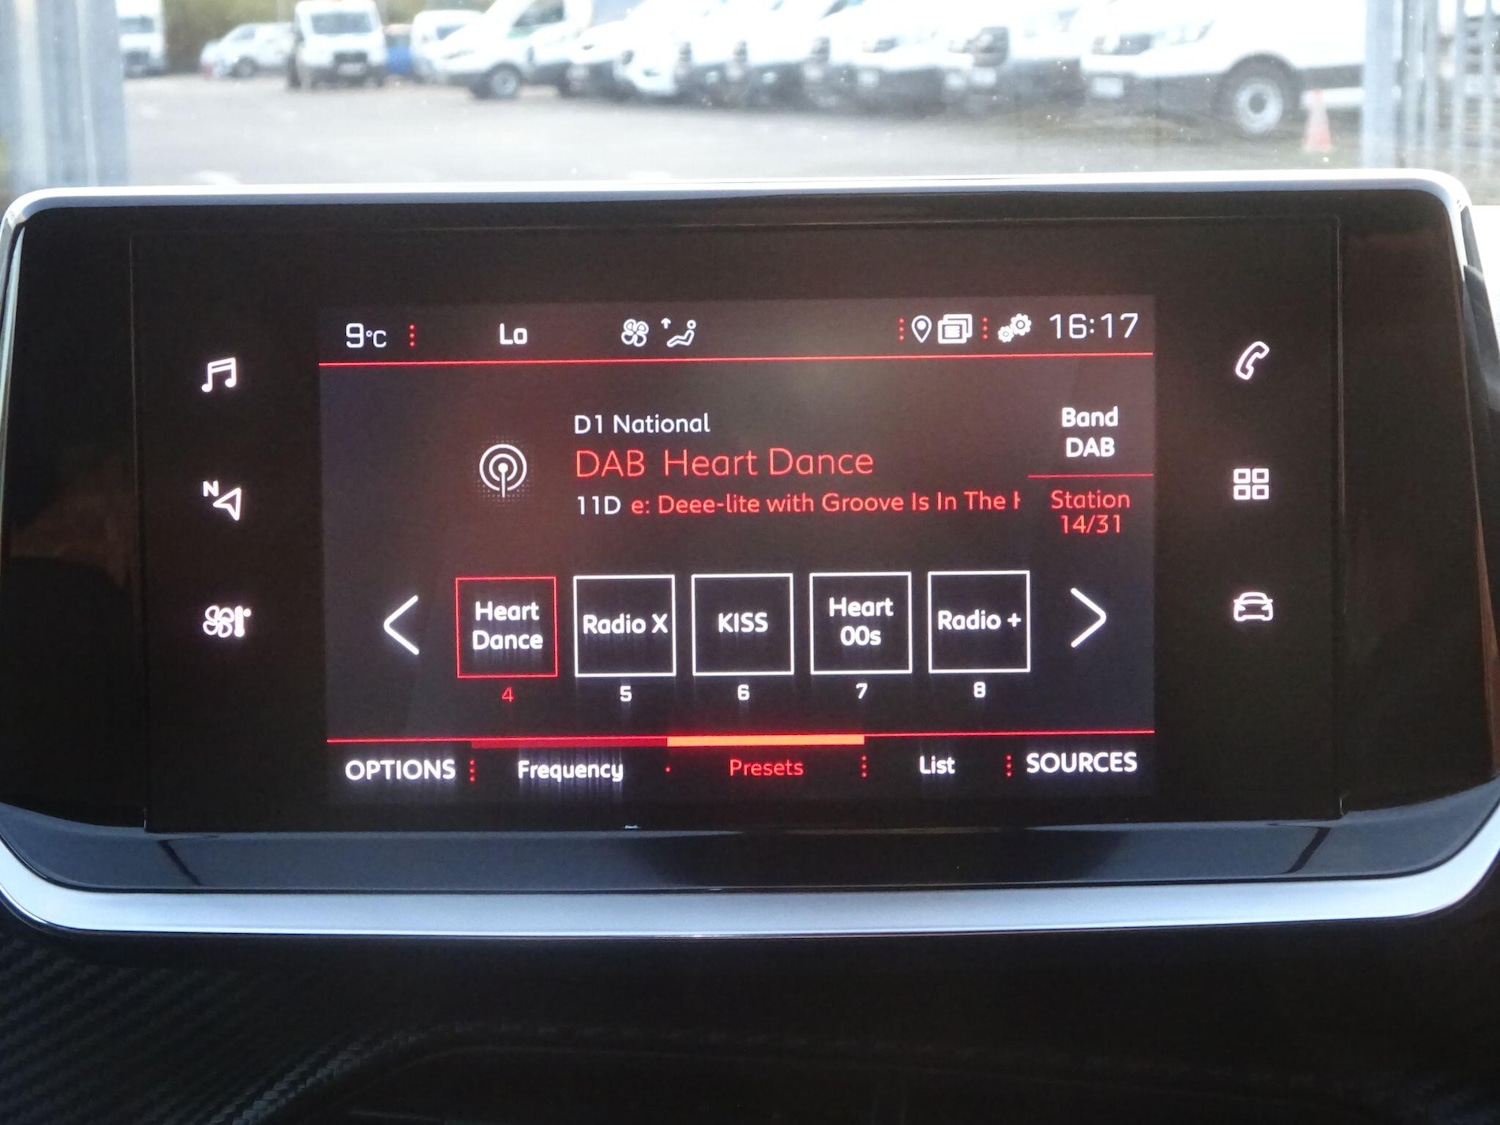 9°C Lo 16:17
D1 National
DAB Heart Dance
11D e: Deee-lite with Groove Is In The
Band
DAB
Station
14/31
N
Heart
Dance
Radio X
KISS
Heart
00s
Radio +
4 5 6 7 8
OPTIONS Frequency Presets List SOURCES